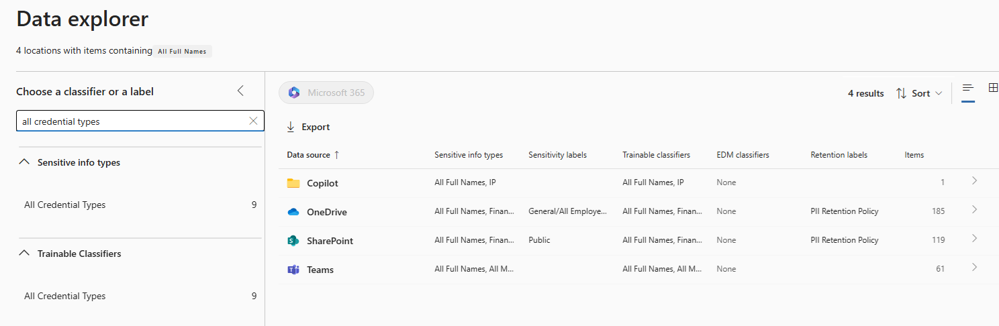 Data explorer
4 locations with items containing All Full Names
Choose a classifier or a label
all credential types
Sensitive info types
All Credential Types 9
Trainable Classifiers
All Credential Types 9
Microsoft 365
4 results Sort
Export
Data source ↑ Sensitive info types Sensitivity labels Trainable classifiers EDM classifiers Retention labels Items
Copilot All Full Names, IP All Full Names, IP None 1
OneDrive All Full Names, Finan... General/All Employe... All Full Names, Finan... None PII Retention Policy 185
SharePoint All Full Names, Finan... Public All Full Names, Finan... None PII Retention Policy 119
Teams All Full Names, All M... All Full Names, All M... None 61